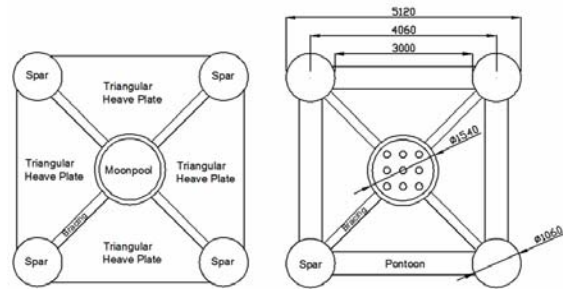 Spar
Spar
Triangular
Heave Plate
Triangular
Heave Plate
Moonpool
Triangular
Heave Plate
Bracing
Triangular
Heave Plate
Spar
Spar
5120
4060
3000
Ø1540
Bracing
Ø1060
Spar
Pontoon